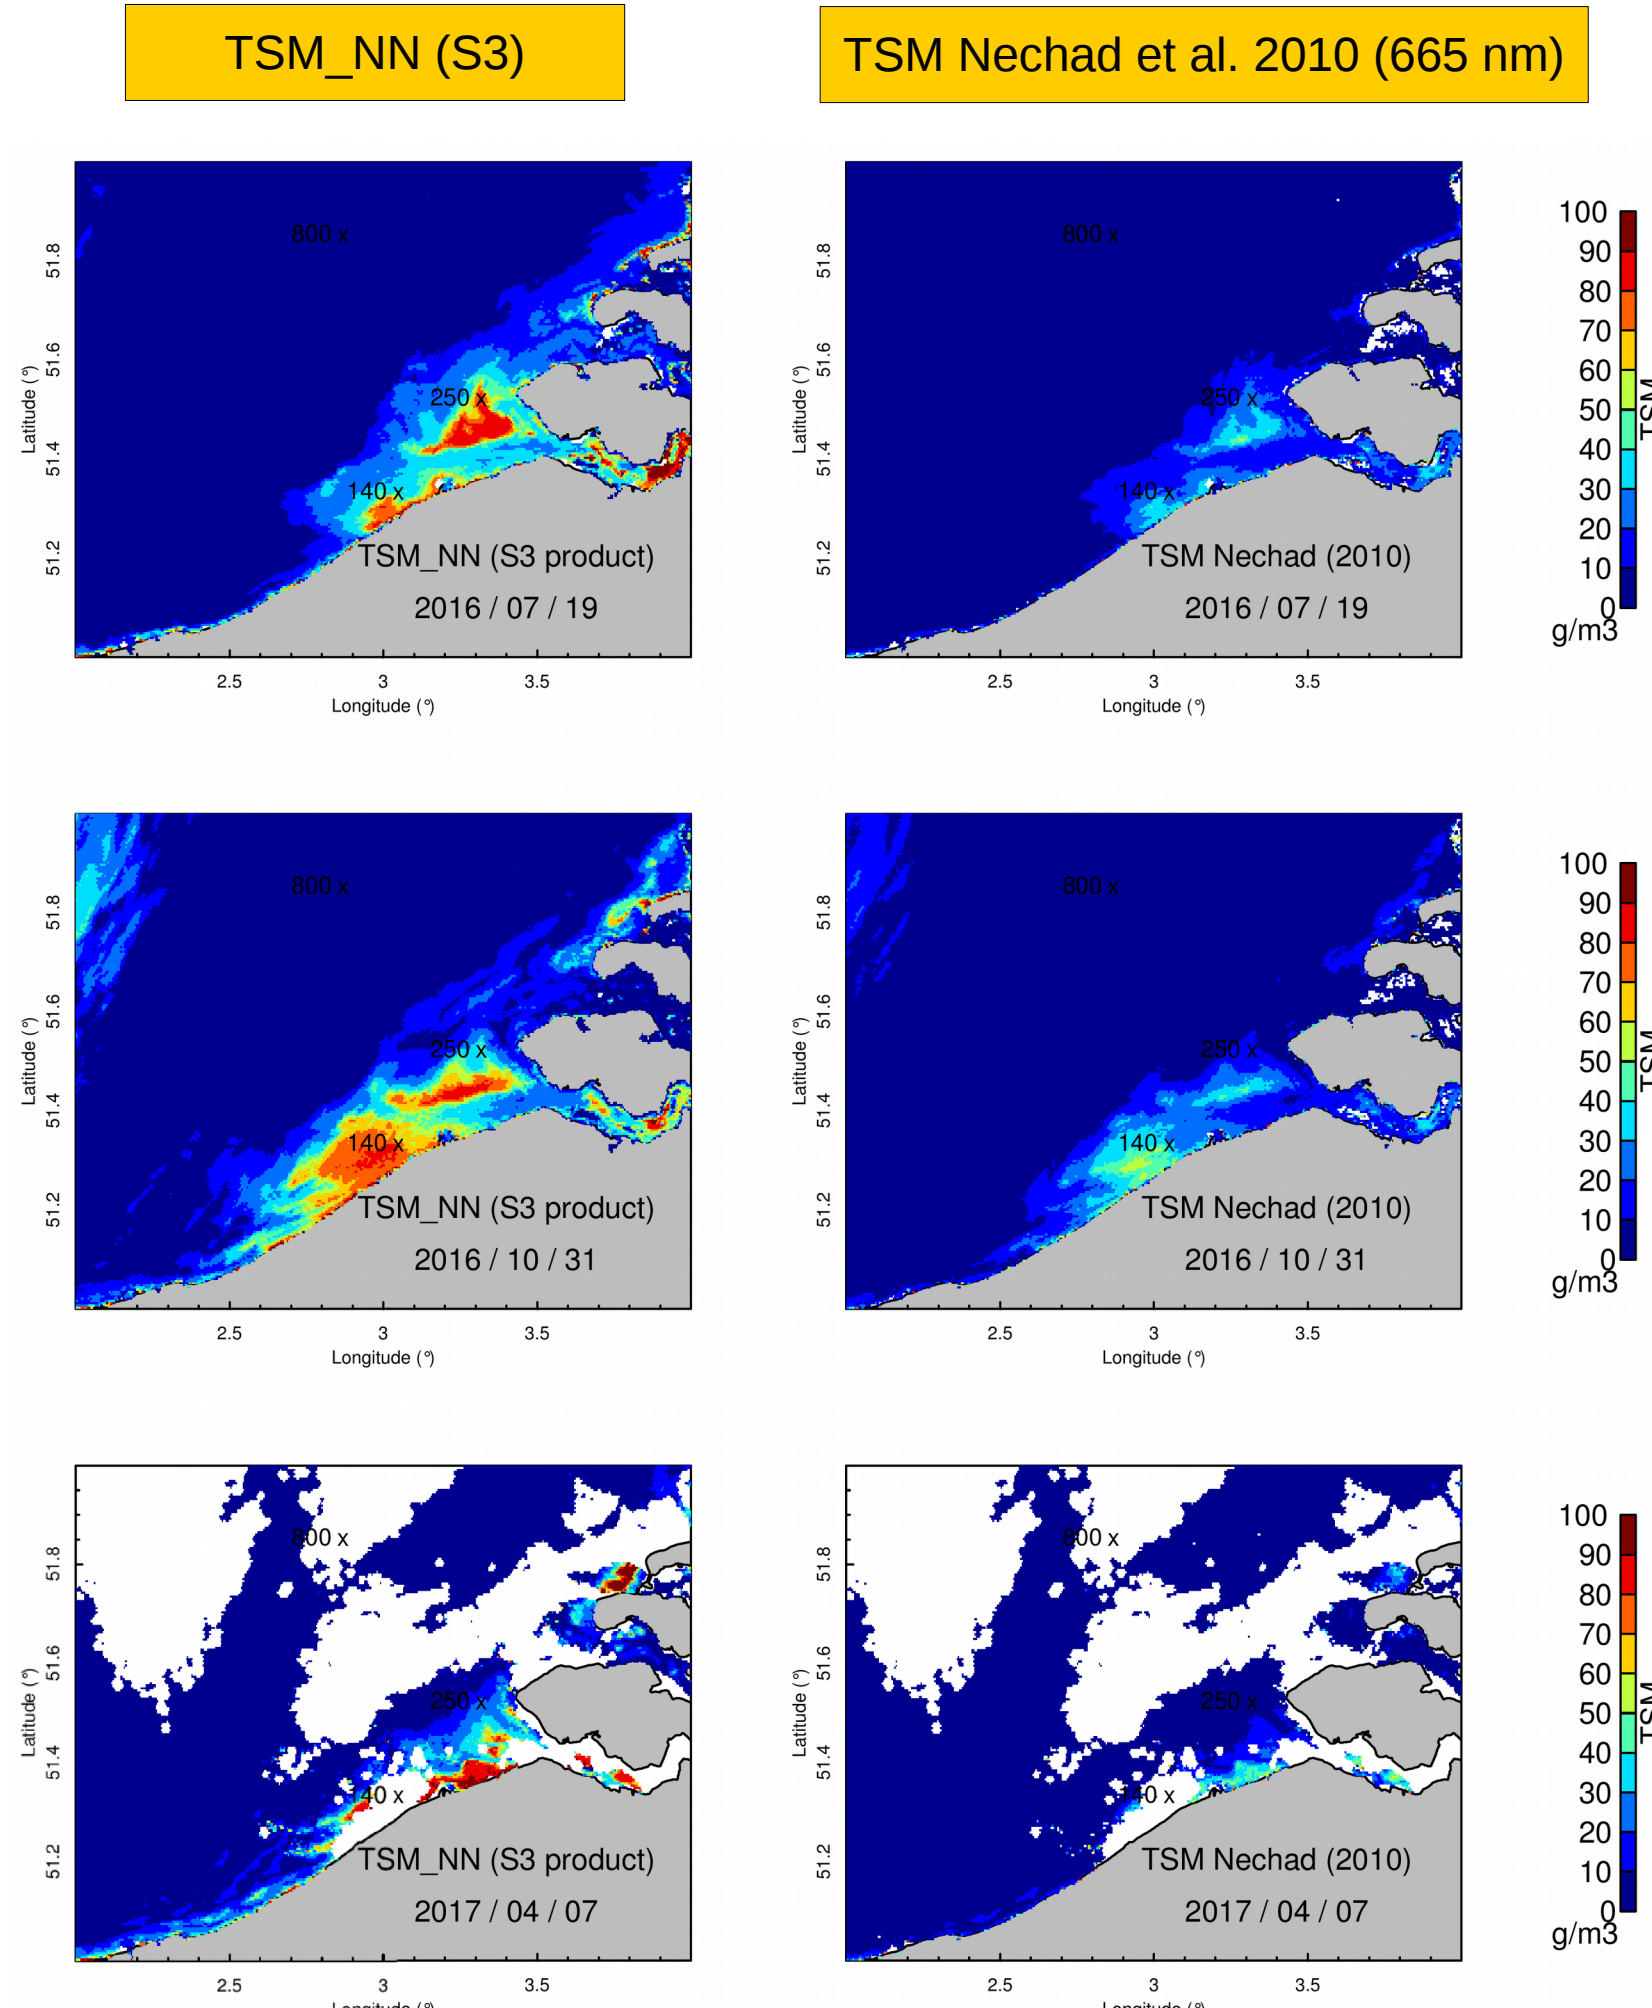 TSM_NN (S3)
TSM Nechad et al. 2010 (665 nm)
Latitude (°)
51.8
51.6
51.4
51.2
800 x
250 x
140 x
TSM_NN (S3 product)
2016 / 07 / 19
2.5
3
3.5
Longitude (°)
Latitude (°)
51.8
51.6
51.4
51.2
800 x
250 x
140 x
TSM Nechad (2010)
2016 / 07 / 19
2.5
3
3.5
Longitude (°)
100
90
80
70
60
50
40
30
20
10
0
g/m3
TSM
Latitude (°)
51.8
51.6
51.4
51.2
800 x
250 x
140 x
TSM_NN (S3 product)
2016 / 10 / 31
2.5
3
3.5
Longitude (°)
Latitude (°)
51.8
51.6
51.4
51.2
800 x
250 x
140 x
TSM Nechad (2010)
2016 / 10 / 31
2.5
3
3.5
Longitude (°)
100
90
80
70
60
50
40
30
20
10
0
g/m3
TSM
Latitude (°)
51.8
51.6
51.4
51.2
800 x
250 x
140 x
TSM_NN (S3 product)
2017 / 04 / 07
2.5
3
3.5
Longitude (°)
Latitude (°)
51.8
51.6
51.4
51.2
800 x
250 x
140 x
TSM Nechad (2010)
2017 / 04 / 07
2.5
3
3.5
Longitude (°)
100
90
80
70
60
50
40
30
20
10
0
g/m3
TSM